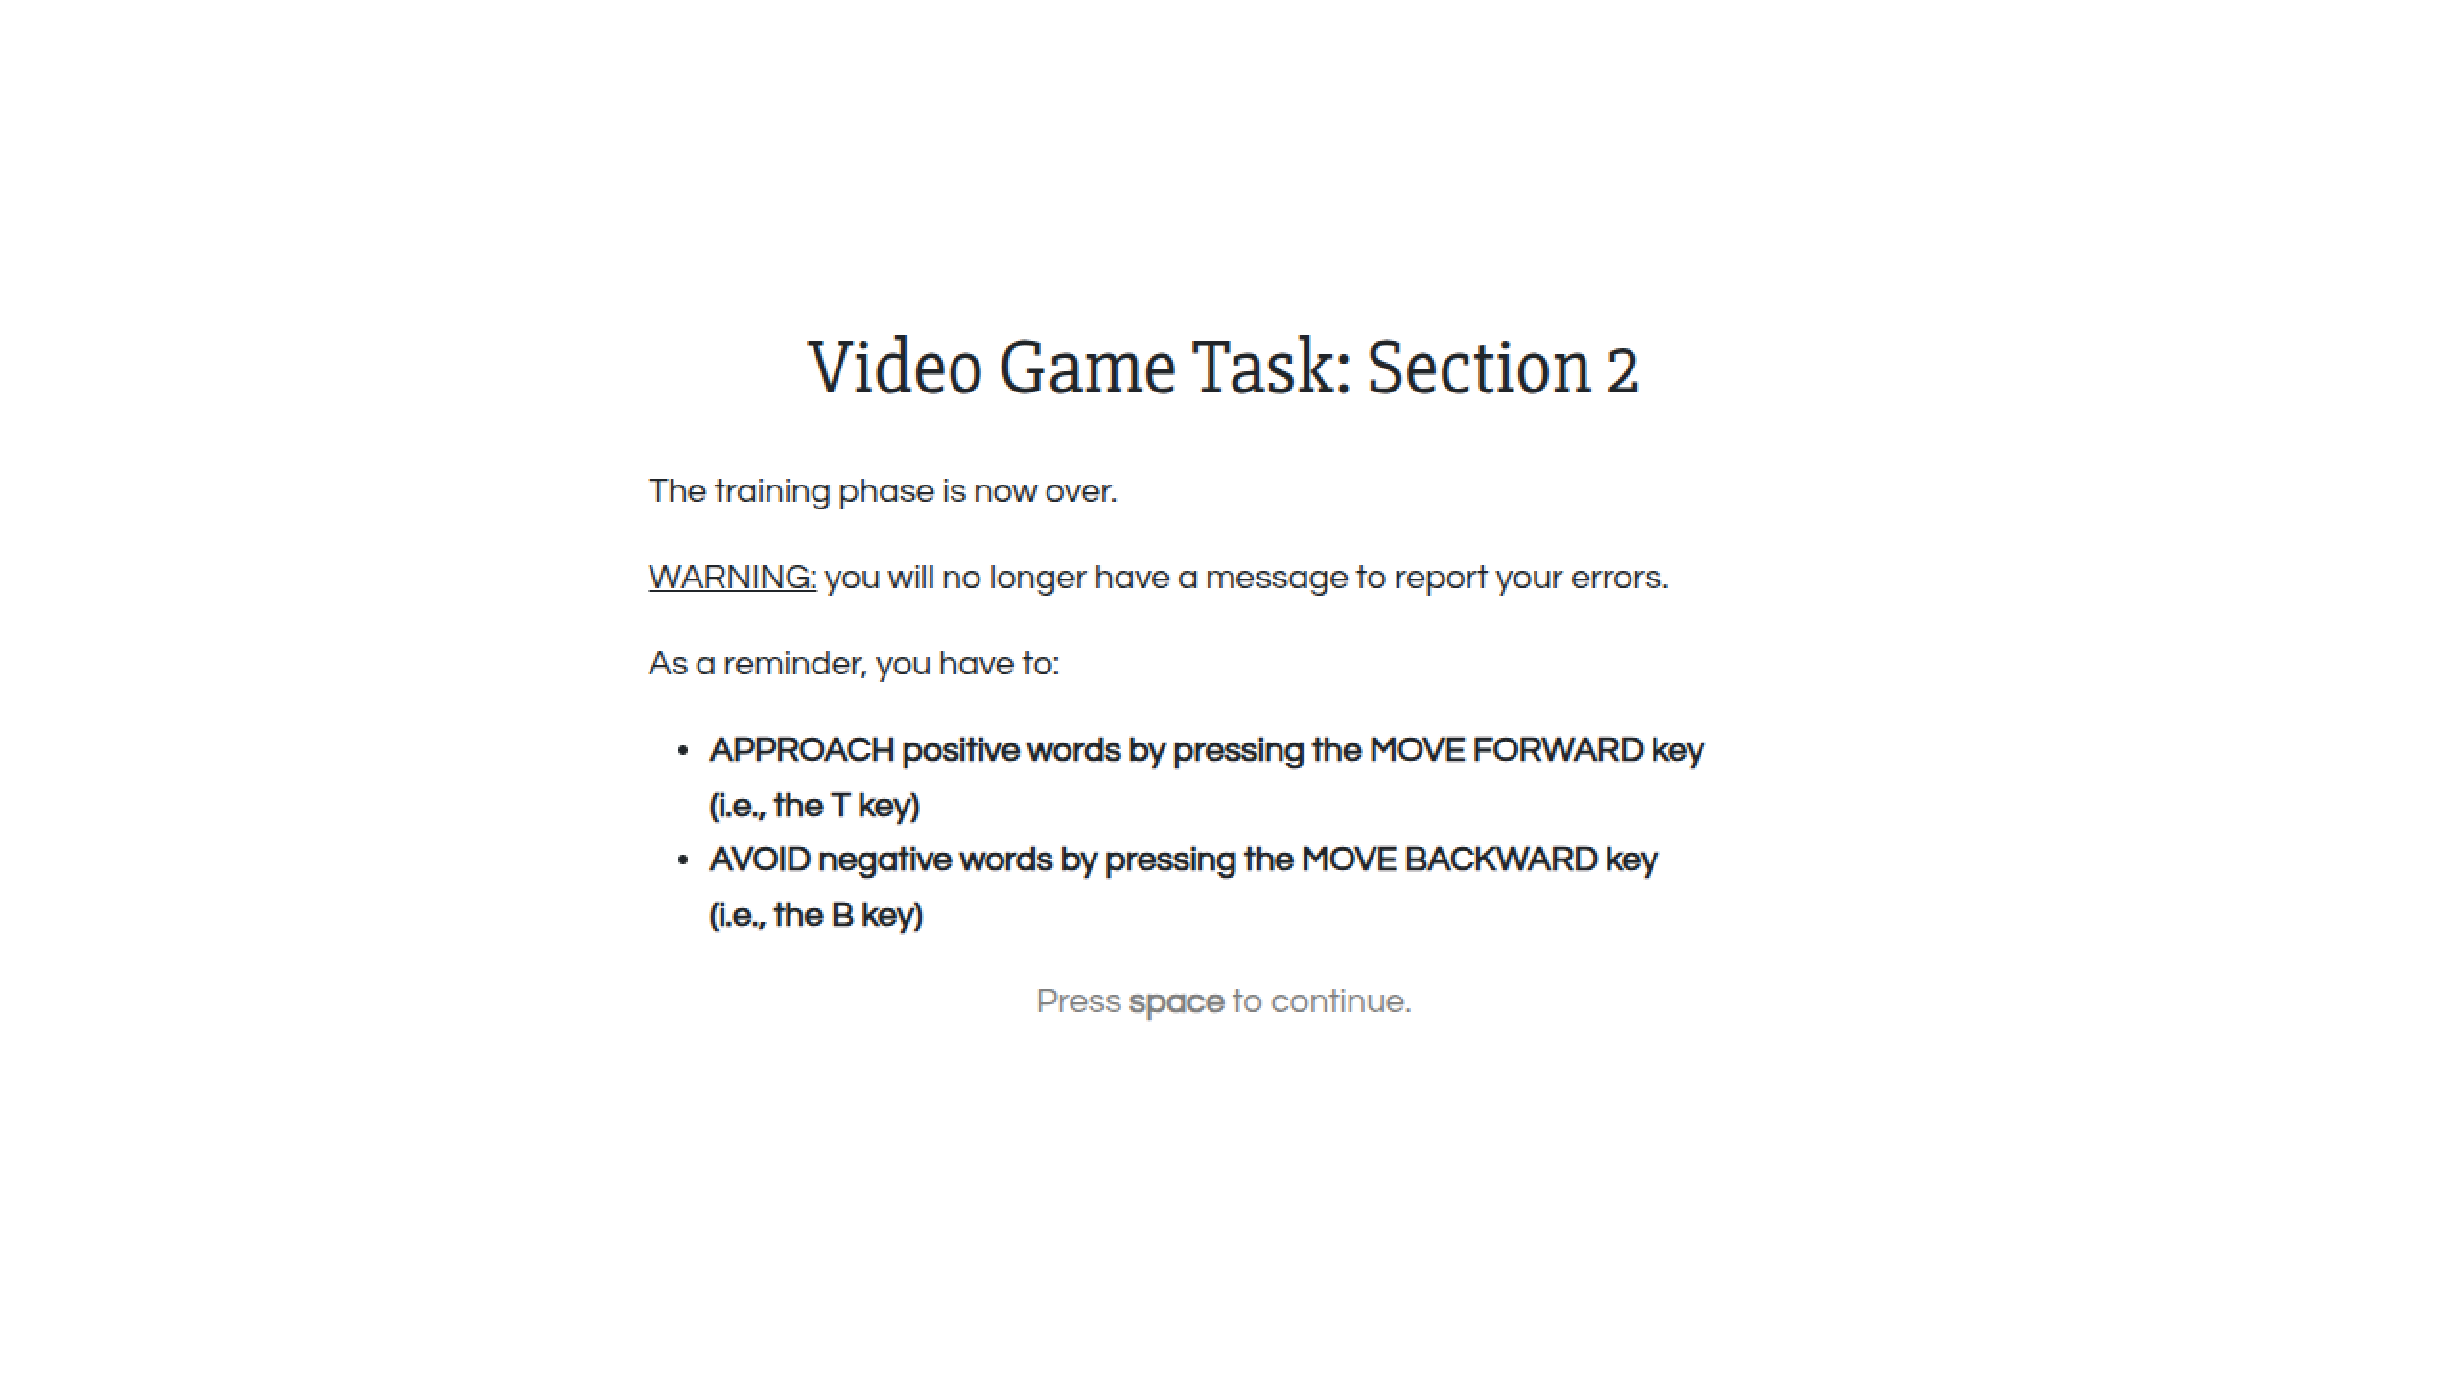 Video Game Task: Section 2
The training phase is now over.
WARNING: you will no longer have a message to report your errors.
As a reminder, you have to:
• APPROACH positive words by pressing the MOVE FORWARD key
(i.e., the T key)
• AVOID negative words by pressing the MOVE BACKWARD key
(i.e., the B key)
Press space to continue.